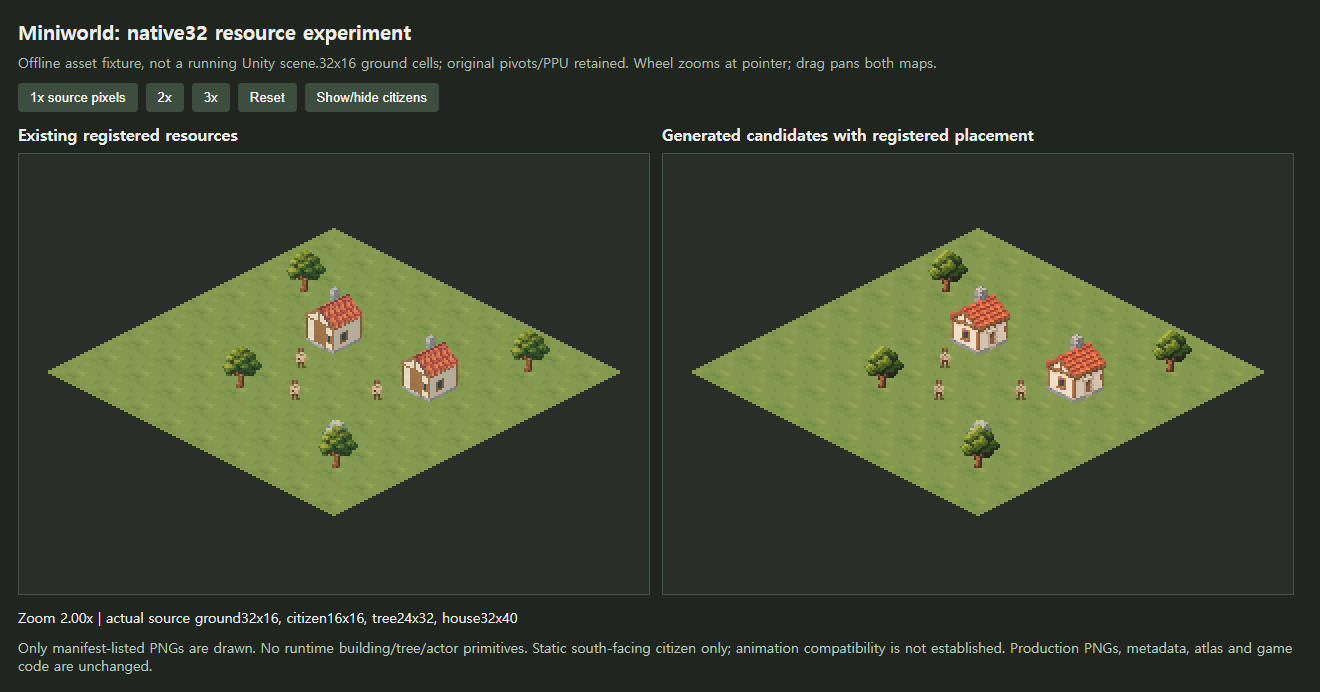 Miniworld: native32 resource experiment
Offline asset fixture, not a running Unity scene.32x16 ground cells; original pivots/PPU retained. Wheel zooms at pointer; drag pans both maps.
1x source pixels 2x 3x Reset Show/hide citizens
Existing registered resources
Generated candidates with registered placement
Zoom 2.00x | actual source ground32x16, citizen16x16, tree24x32, house32x40
Only manifest-listed PNGs are drawn. No runtime building/tree/actor primitives. Static south-facing citizen only; animation compatibility is not established. Production PNGs, metadata, atlas and game
code are unchanged.